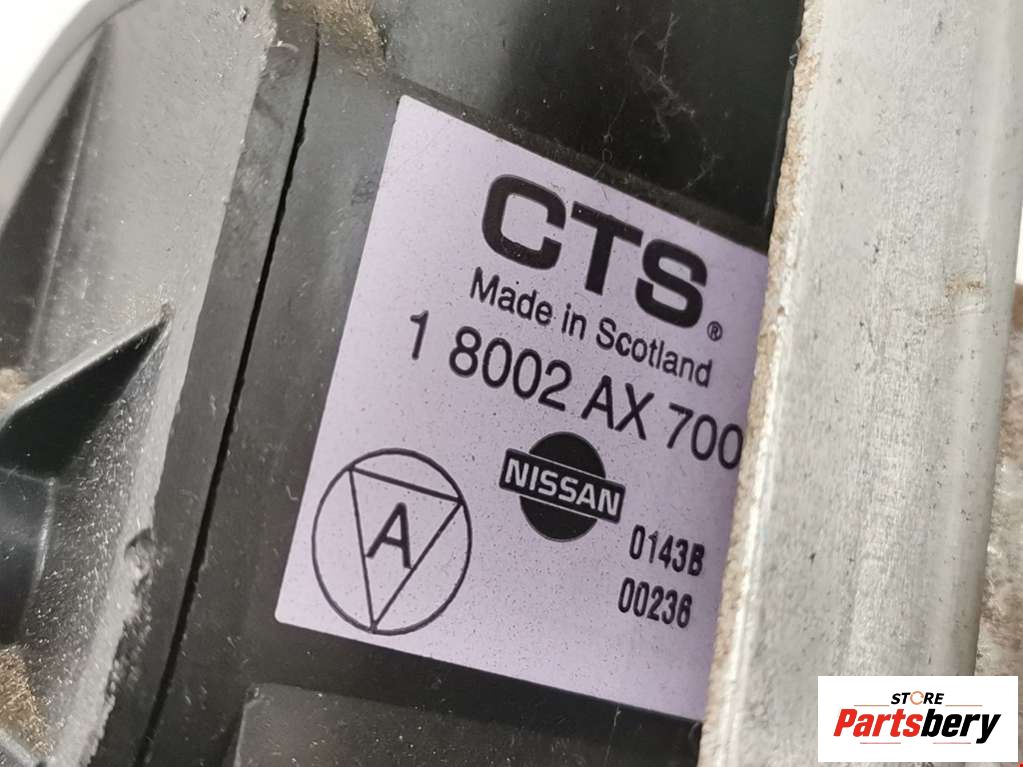 CTS®
Made in Scotland
1 8002 AX 700
A
NISSAN
0143B
00236
STORE
Partsbery